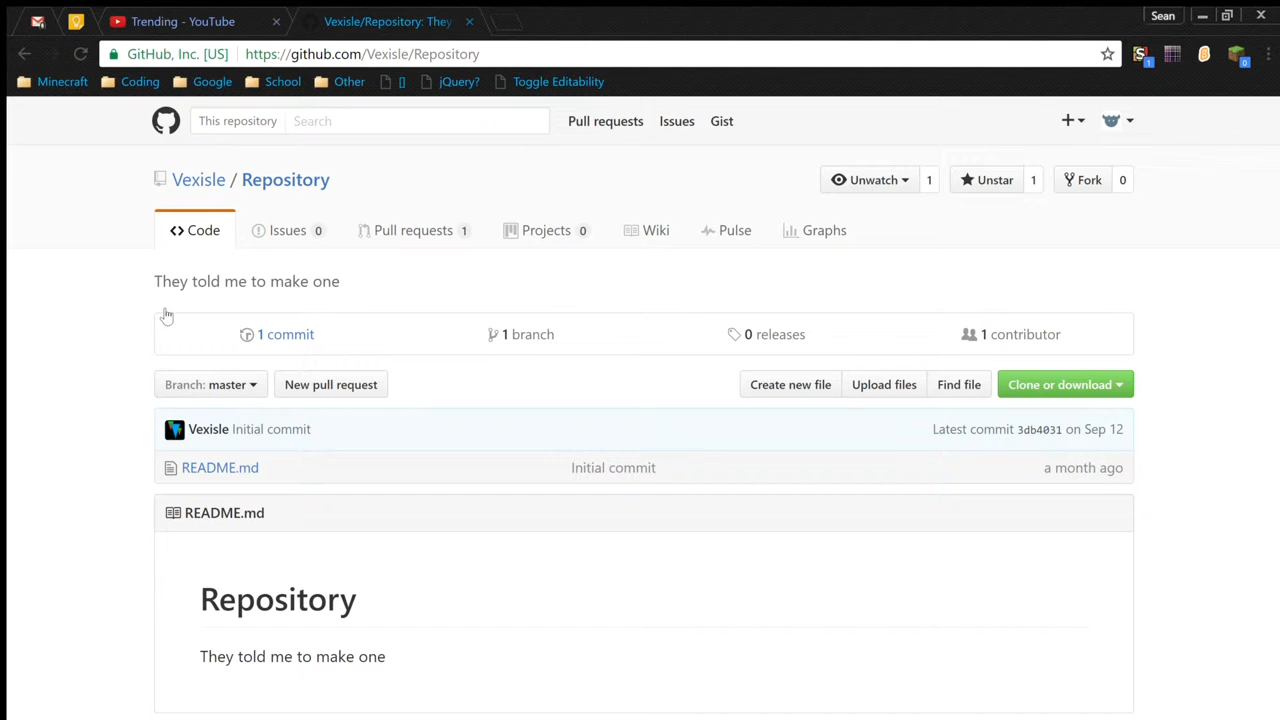 Trending - YouTube
Vexisle/Repository: They
Sean
GitHub, Inc. [US]
https://github.com/Vexisle/Repository
1
0
Minecraft Coding Google School Other [] jQuery? Toggle Editability
This repository Search Pull requests Issues Gist
Vexisle / Repository
Unwatch 1 Unstar 1 Fork 0
Code Issues 0 Pull requests 1 Projects 0 Wiki Pulse Graphs
They told me to make one
1 commit 1 branch 0 releases 1 contributor
Branch: master New pull request Create new file Upload files Find file Clone or download
Vexisle Initial commit Latest commit 3db4031 on Sep 12
README.md Initial commit a month ago
README.md
Repository
They told me to make one